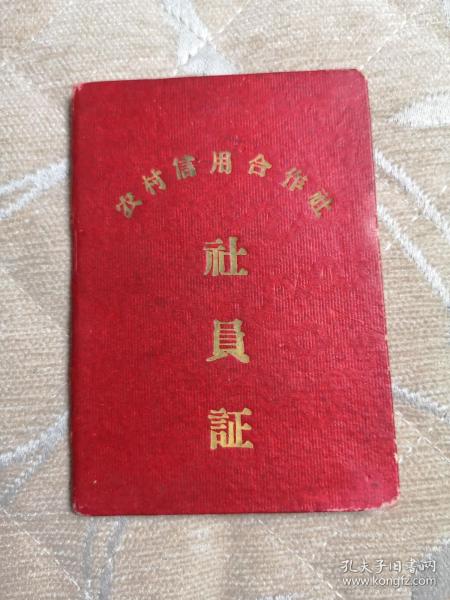 农村信用合作社
社
員
証
孔夫子旧书网
www.kongfz.com